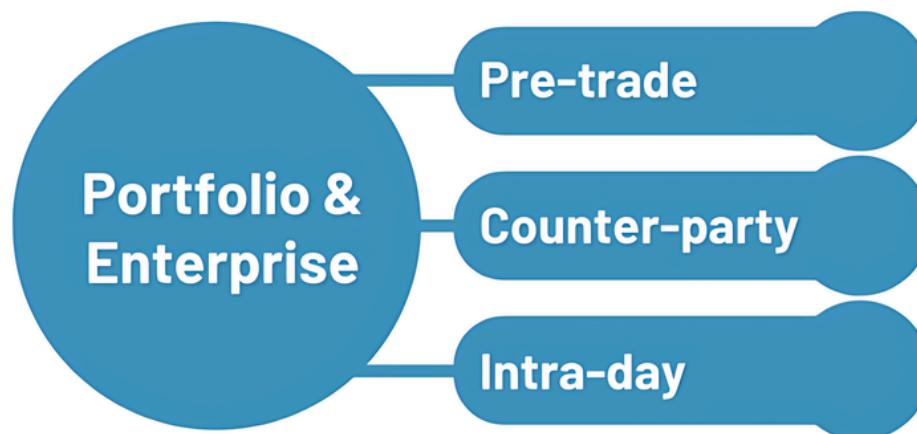 Portfolio &
Enterprise
Pre-trade
Counter-party
Intra-day